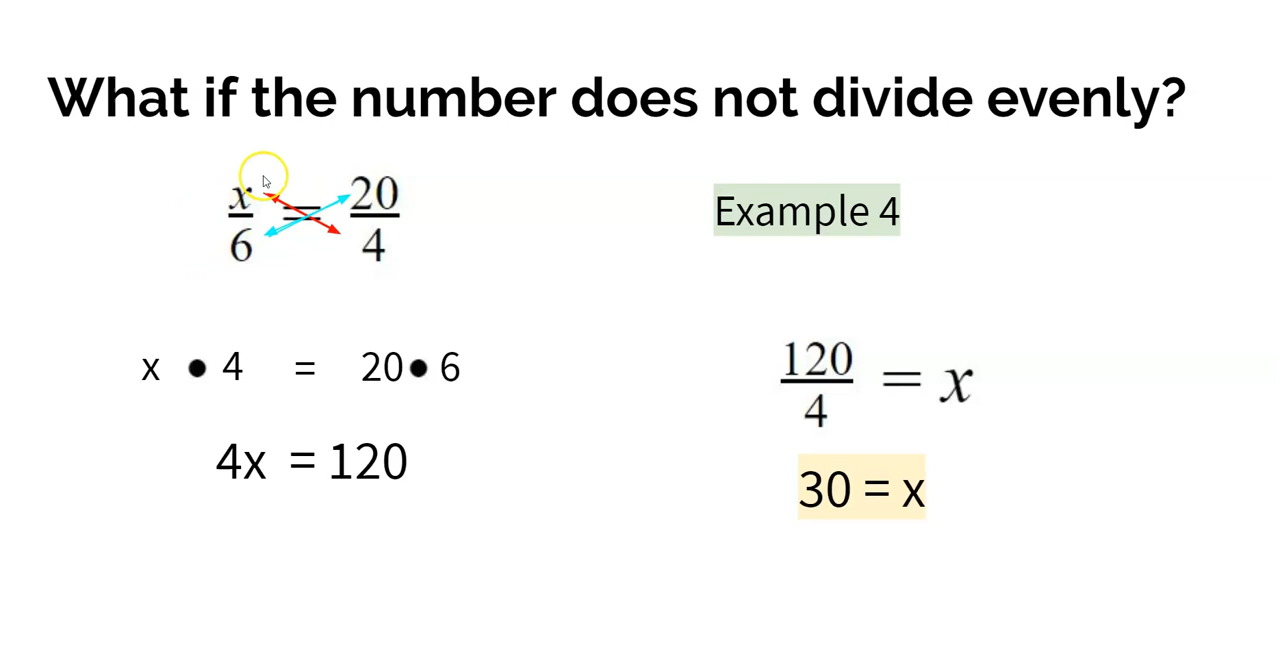 What if the number does not divide evenly?
x/6 = 20/4
Example 4
x • 4 = 20 • 6
4x = 120
120/4 = x
30 = x